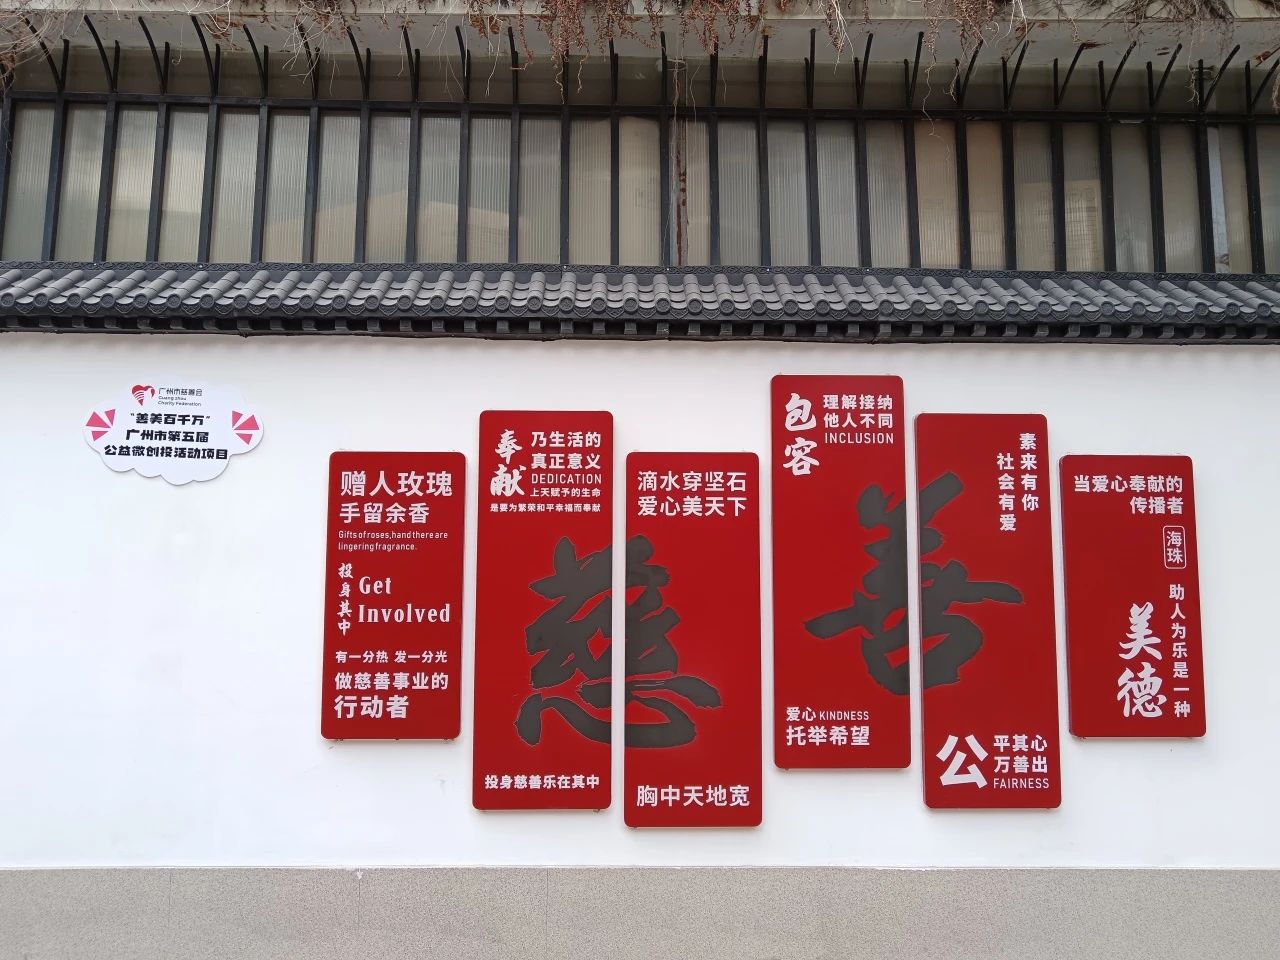 广州市慈善会
Guangzhou
Charity Federation
“善美百千万”
广州市第五届
公益微创投活动项目
赠人玫瑰
手留余香
Gifts of roses, hand there are
lingering fragrance.
投身其中
Get
Involved
有一分热 发一分光
做慈善事业的
行动者
奉献
乃生活的
真正意义
DEDICATION
上天赋予的生命
是要为繁荣和平幸福而奉献
慈
投身慈善乐在其中
滴水穿坚石
爱心美天下
胸中天地宽
包容
理解接纳
他人不同
INCLUSION
善
爱心 KINDNESS
托举希望
素来有你
社会有爱
公
平其心
万善出
FAIRNESS
当爱心奉献的
传播者
海珠
助人为乐是一种
美德